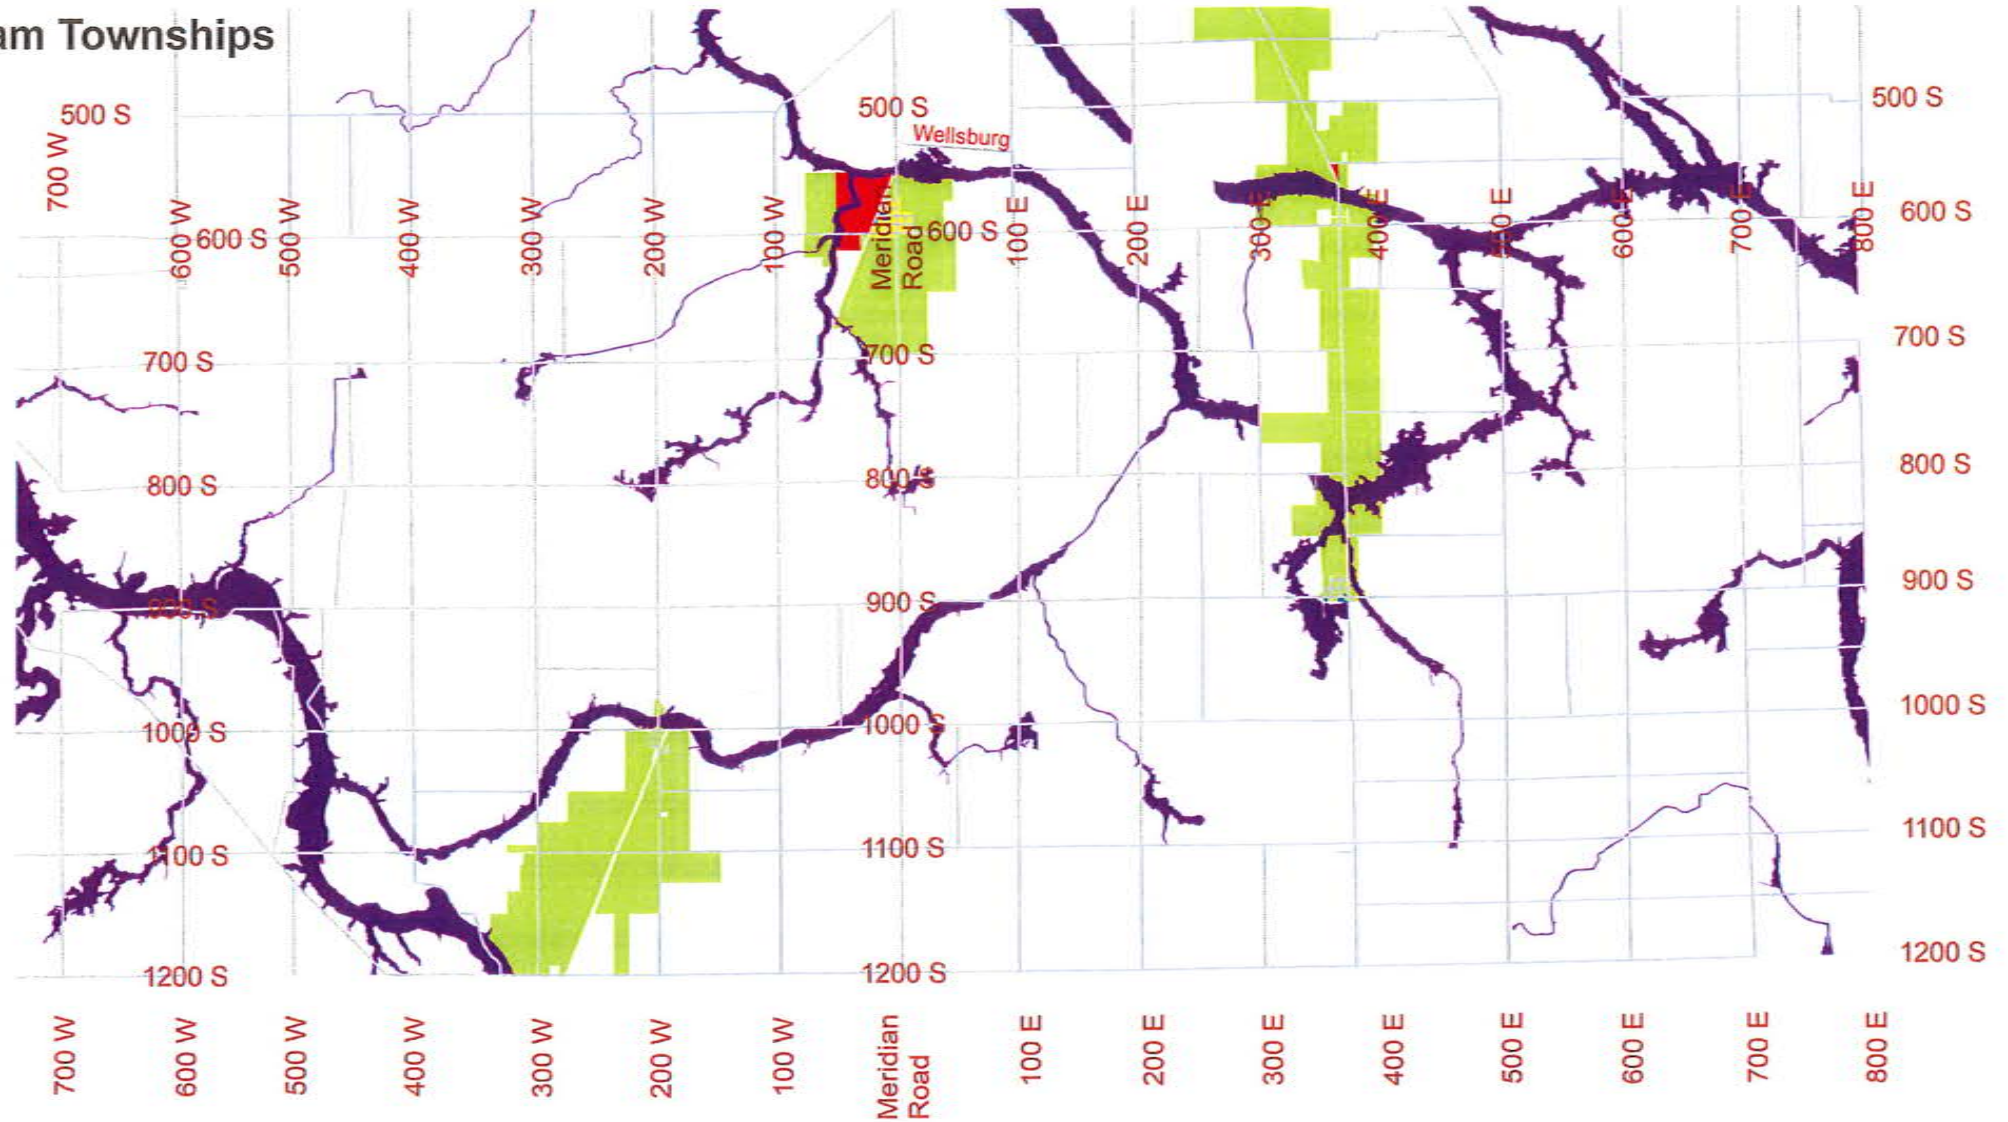 am Townships
500 S
500 S
500 S
Wellsburg
700 W
600 W
600 S
500 W
400 W
300 W
200 W
100 W
Meridian
Road
600 S
100 E
200 E
300 E
400 E
500 E
600 E
700 E
800 E
600 S
700 S
700 S
700 S
800 S
800 S
800 S
900 S
900 S
900 S
1000 S
1000 S
1000 S
1100 S
1100 S
1100 S
1200 S
1200 S
1200 S
700 W
600 W
500 W
400 W
300 W
200 W
100 W
Meridian
Road
100 E
200 E
300 E
400 E
500 E
600 E
700 E
800 E